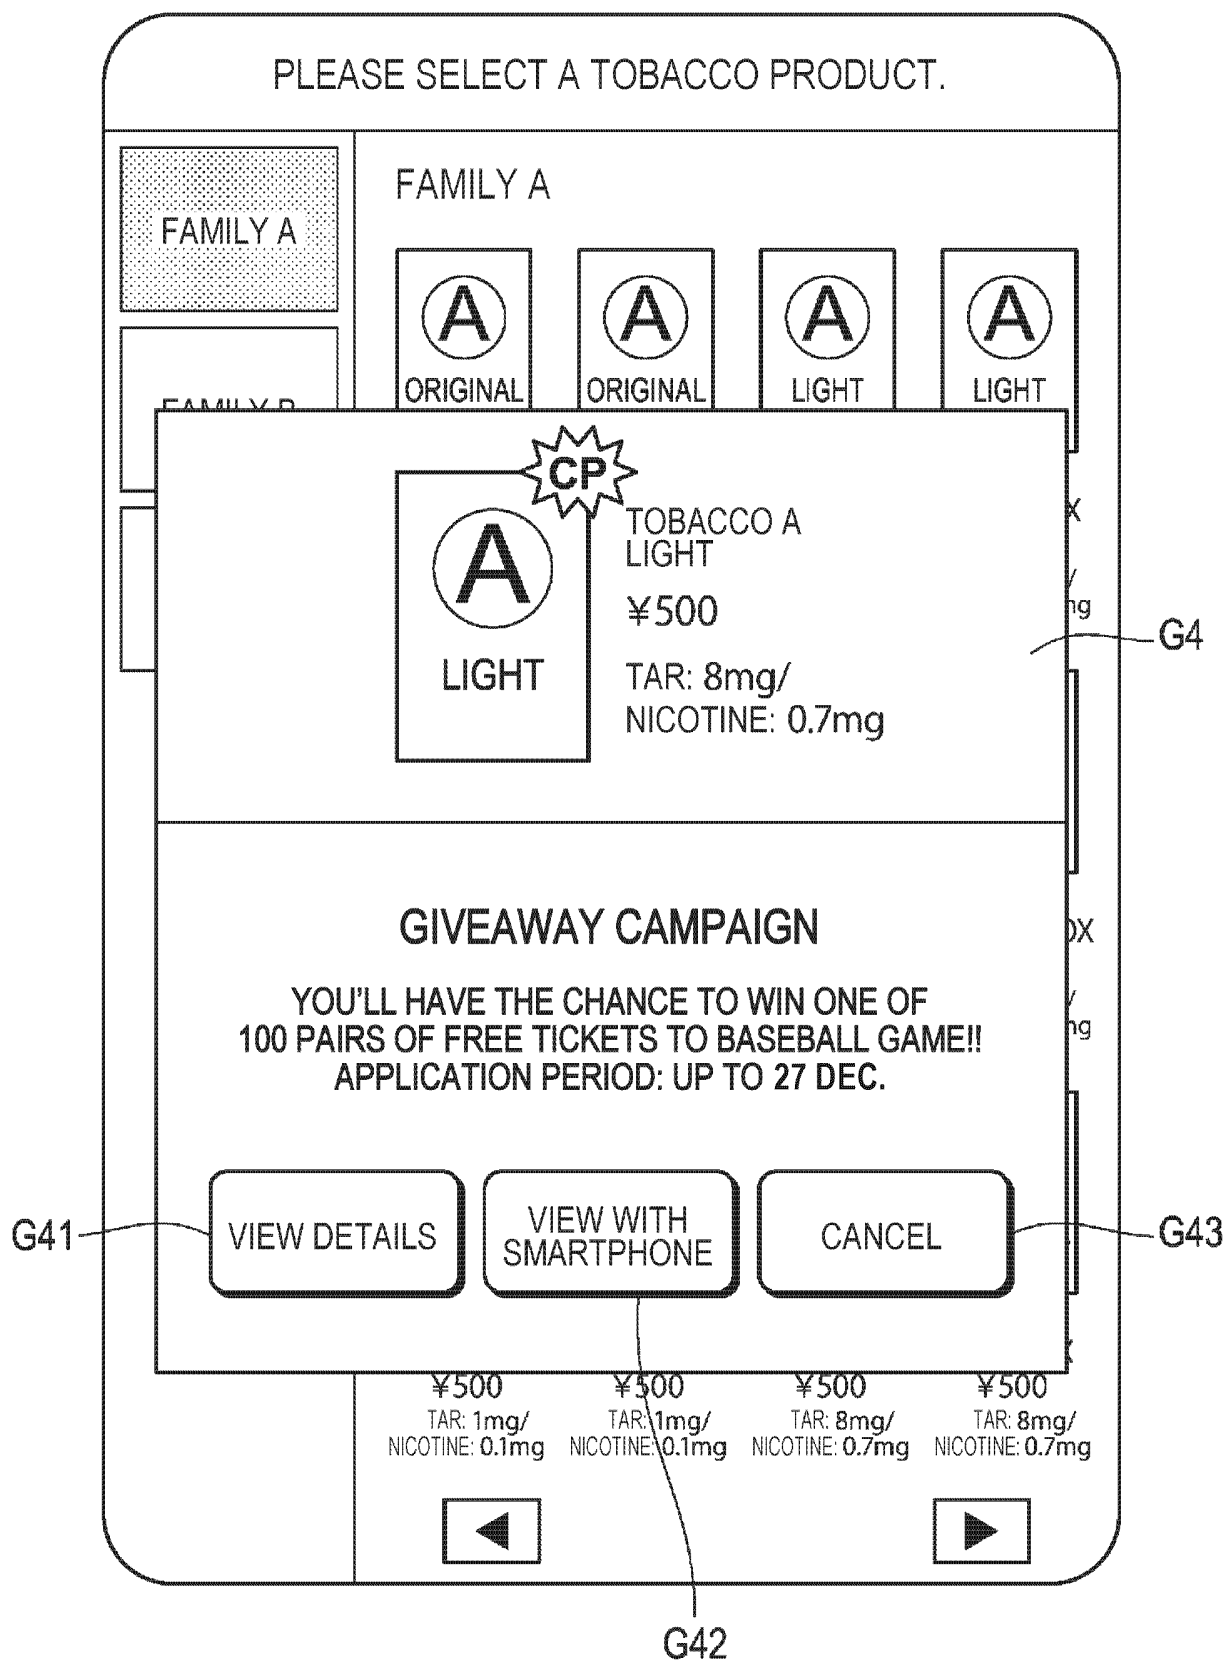 PLEASE SELECT A TOBACCO PRODUCT.
FAMILY A
FAMILY A
A
ORIGINAL
A
ORIGINAL
A
LIGHT
A
LIGHT
FAMILY B
CP
A
LIGHT
TOBACCO A
LIGHT
¥500
TAR: 8mg/
NICOTINE: 0.7mg
X
/
ng
G4
GIVEAWAY CAMPAIGN
YOU'LL HAVE THE CHANCE TO WIN ONE OF
100 PAIRS OF FREE TICKETS TO BASEBALL GAME!!
APPLICATION PERIOD: UP TO 27 DEC.
OX
/
ng
G41
VIEW DETAILS
VIEW WITH
SMARTPHONE
CANCEL
G43
¥500
TAR: 1mg/
NICOTINE: 0.1mg
¥500
TAR: 1mg/
NICOTINE: 0.1mg
¥500
TAR: 8mg/
NICOTINE: 0.7mg
¥500
TAR: 8mg/
NICOTINE: 0.7mg
G42